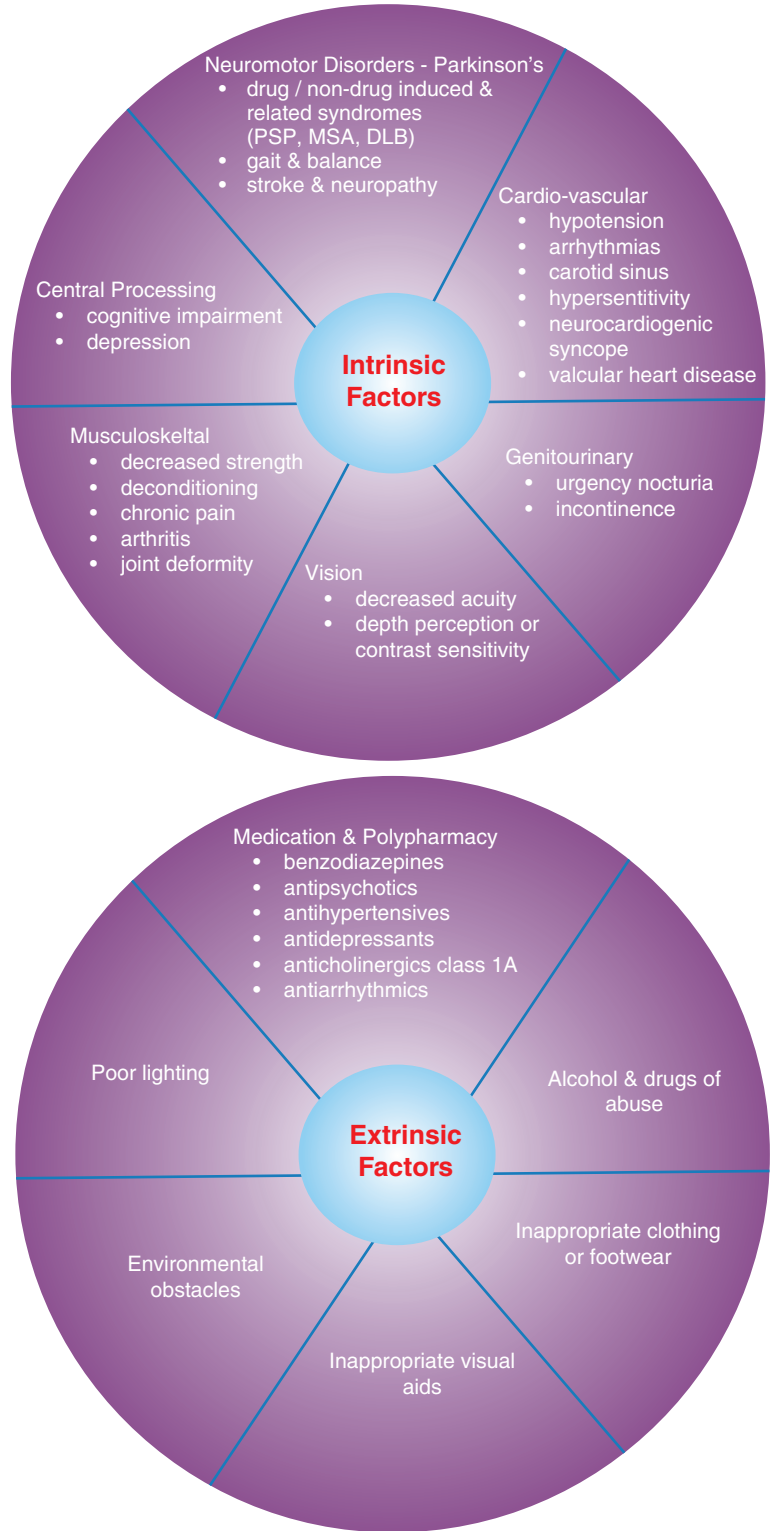 Neuromotor Disorders - Parkinson's
• drug / non-drug induced &
related syndromes
(PSP, MSA, DLB)
• gait & balance
• stroke & neuropathy
Cardio-vascular
• hypotension
• arrhythmias
• carotid sinus
• hypersentitivity
• neurocardiogenic
syncope
• valcular heart disease
Central Processing
• cognitive impairment
• depression
Intrinsic
Factors
Musculoskeltal
• decreased strength
• deconditioning
• chronic pain
• arthritis
• joint deformity
Genitourinary
• urgency nocturia
• incontinence
Vision
• decreased acuity
• depth perception or
contrast sensitivity
Medication & Polypharmacy
• benzodiazepines
• antipsychotics
• antihypertensives
• antidepressants
• anticholinergics class 1A
• antiarrhythmics
Poor lighting
Alcohol & drugs of
abuse
Extrinsic
Factors
Environmental
obstacles
Inappropriate clothing
or footwear
Inappropriate visual
aids